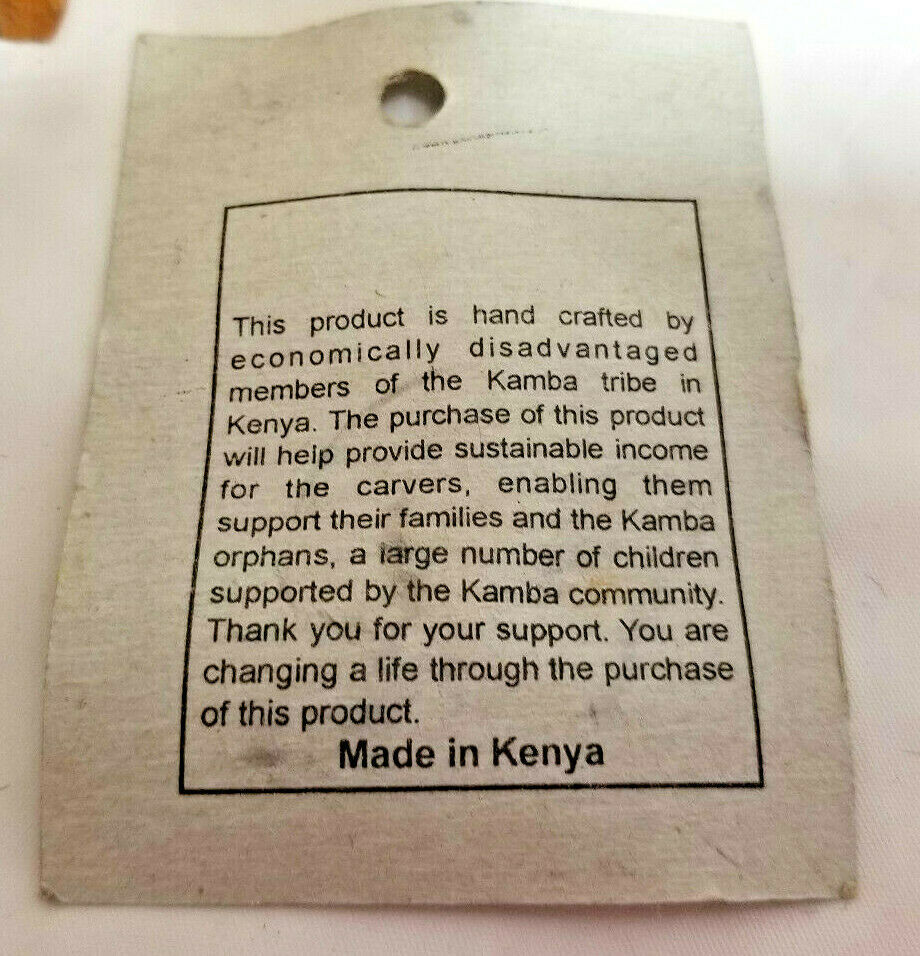 This product is hand crafted by
economically disadvantaged
members of the Kamba tribe in
Kenya. The purchase of this product
will help provide sustainable income
for the carvers, enabling them
support their families and the Kamba
orphans, a large number of children
supported by the Kamba community.
Thank you for your support. You are
changing a life through the purchase
of this product.
Made in Kenya